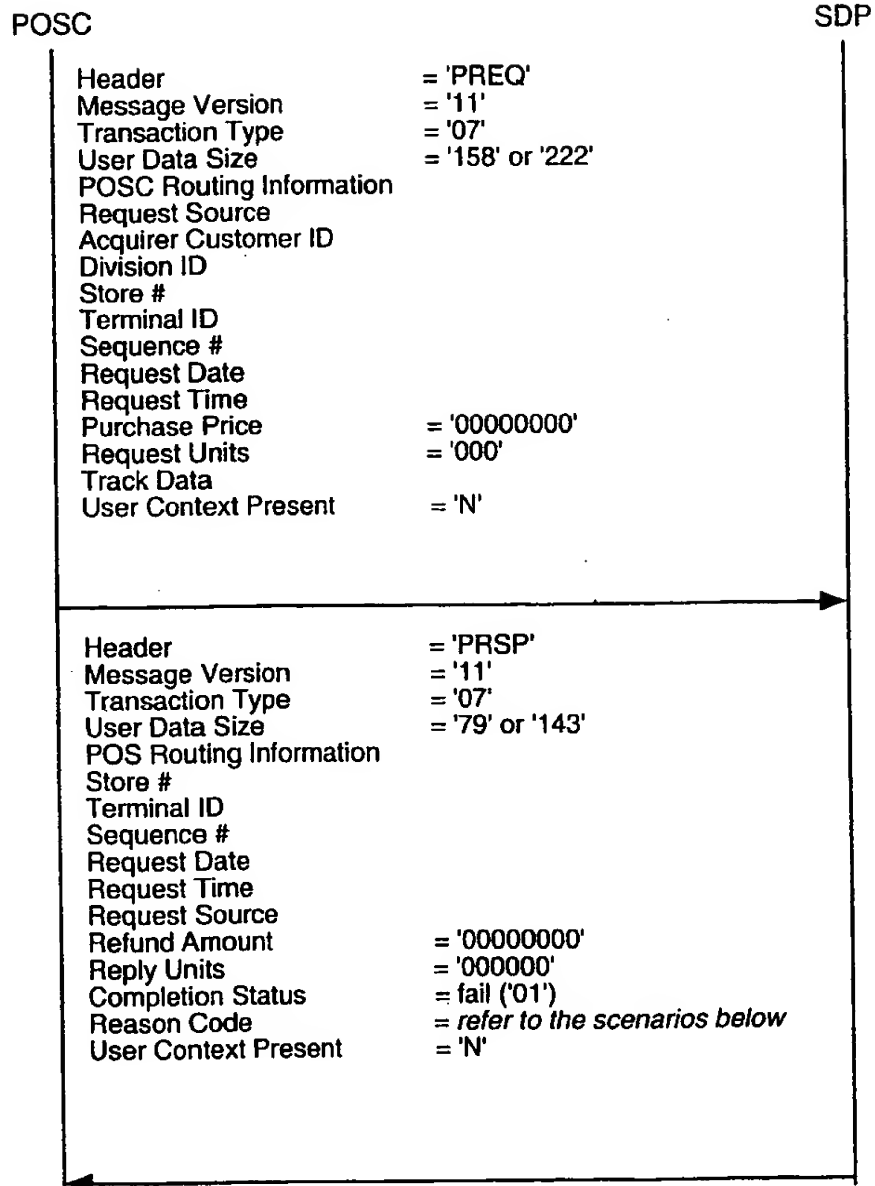 POSC SDP
Header = 'PREQ'
Message Version = '11'
Transaction Type = '07'
User Data Size = '158' or '222'
POSC Routing Information
Request Source
Acquirer Customer ID
Division ID
Store #
Terminal ID
Sequence #
Request Date
Request Time
Purchase Price = '00000000'
Request Units = '000'
Track Data
User Context Present = 'N'
Header = 'PRSP'
Message Version = '11'
Transaction Type = '07'
User Data Size = '79' or '143'
POS Routing Information
Store #
Terminal ID
Sequence #
Request Date
Request Time
Request Source
Refund Amount = '00000000'
Reply Units = '000000'
Completion Status = fail ('01')
Reason Code = refer to the scenarios below
User Context Present = 'N'